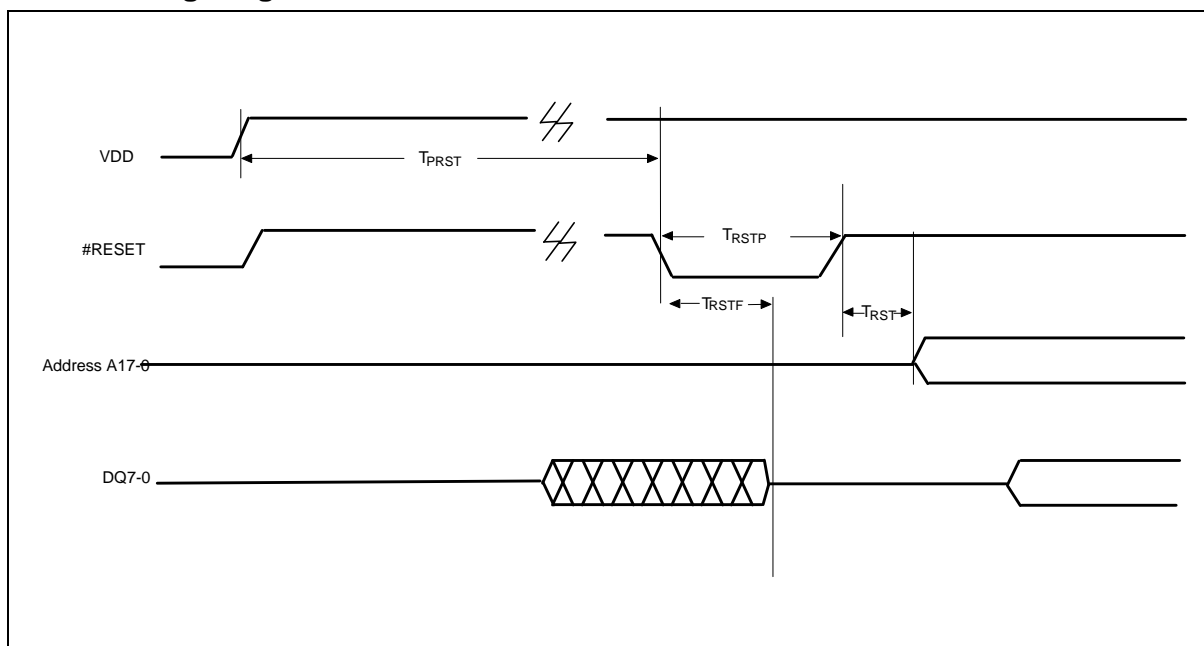 VDD
TPRST
#RESET
TRSTP
TRSTF
TRST
Address A17-0
DQ7-0